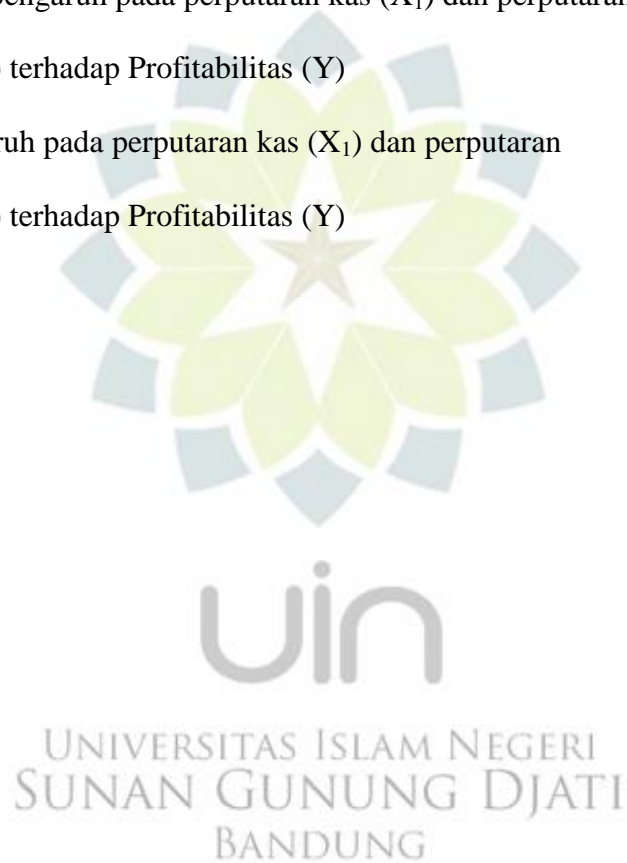 pengaruh pada perputaran kas (X₁) dan perputaran
terhadap Profitabilitas (Y)
pada perputaran kas (X₁) dan perputaran
terhadap Profitabilitas (Y)
uin
UNIVERSITAS ISLAM NEGERI
SUNAN GUNUNG DJATI
BANDUNG